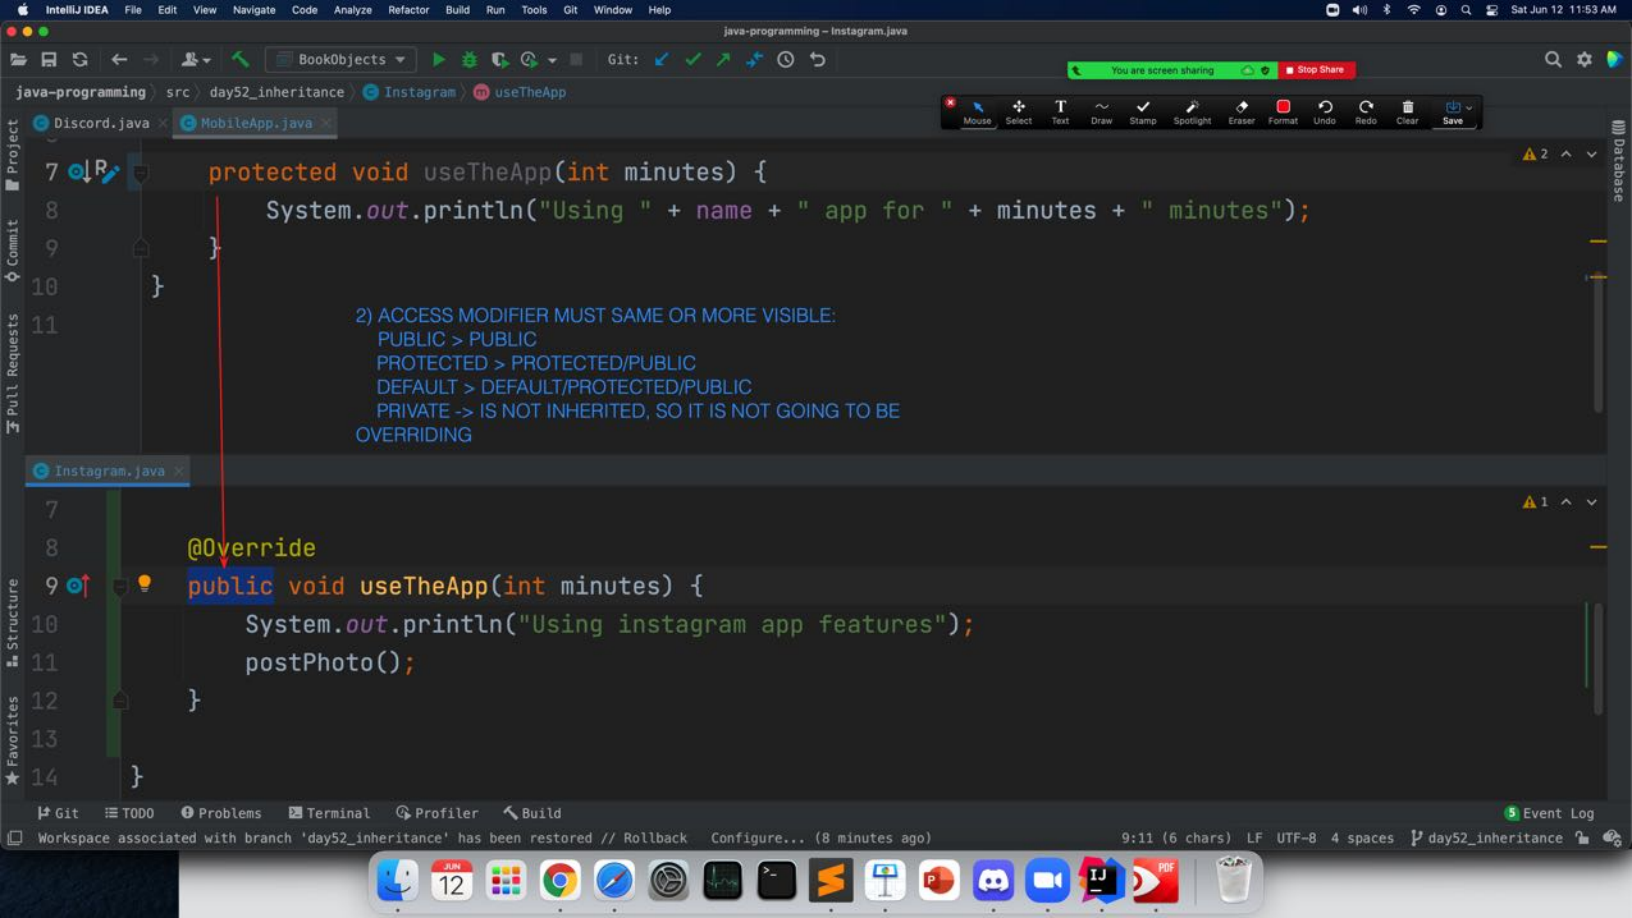 IntelliJ IDEA File Edit View Navigate Code Analyze Refactor Build Run Tools Git Window Help Sat Jun 12 11:53 AM
java-programming – Instagram.java
BookObjects Git:
You are screen sharing Stop Share
java-programming src day52_inheritance Instagram useTheApp
Mouse Select Text Draw Stamp Spotlight Eraser Format Undo Redo Clear Save
Discord.java MobileApp.java
7 protected void useTheApp(int minutes) {
2
8 System.out.println("Using " + name + " app for " + minutes + " minutes");
9 }
10 }
11
2) ACCESS MODIFIER MUST SAME OR MORE VISIBLE:
PUBLIC > PUBLIC
PROTECTED > PROTECTED/PUBLIC
DEFAULT > DEFAULT/PROTECTED/PUBLIC
PRIVATE -> IS NOT INHERITED, SO IT IS NOT GOING TO BE
OVERRIDING
Instagram.java
7
1
8 @Override
9 public void useTheApp(int minutes) {
10 System.out.println("Using instagram app features");
11 postPhoto();
12 }
13
14 }
Project
Commit
Pull Requests
Structure
Favorites
Database
Git TODO Problems Terminal Profiler Build 5 Event Log
Workspace associated with branch 'day52_inheritance' has been restored // Rollback Configure... (8 minutes ago) 9:11 (6 chars) LF UTF-8 4 spaces day52_inheritance
JUN
12
IJ
PDF